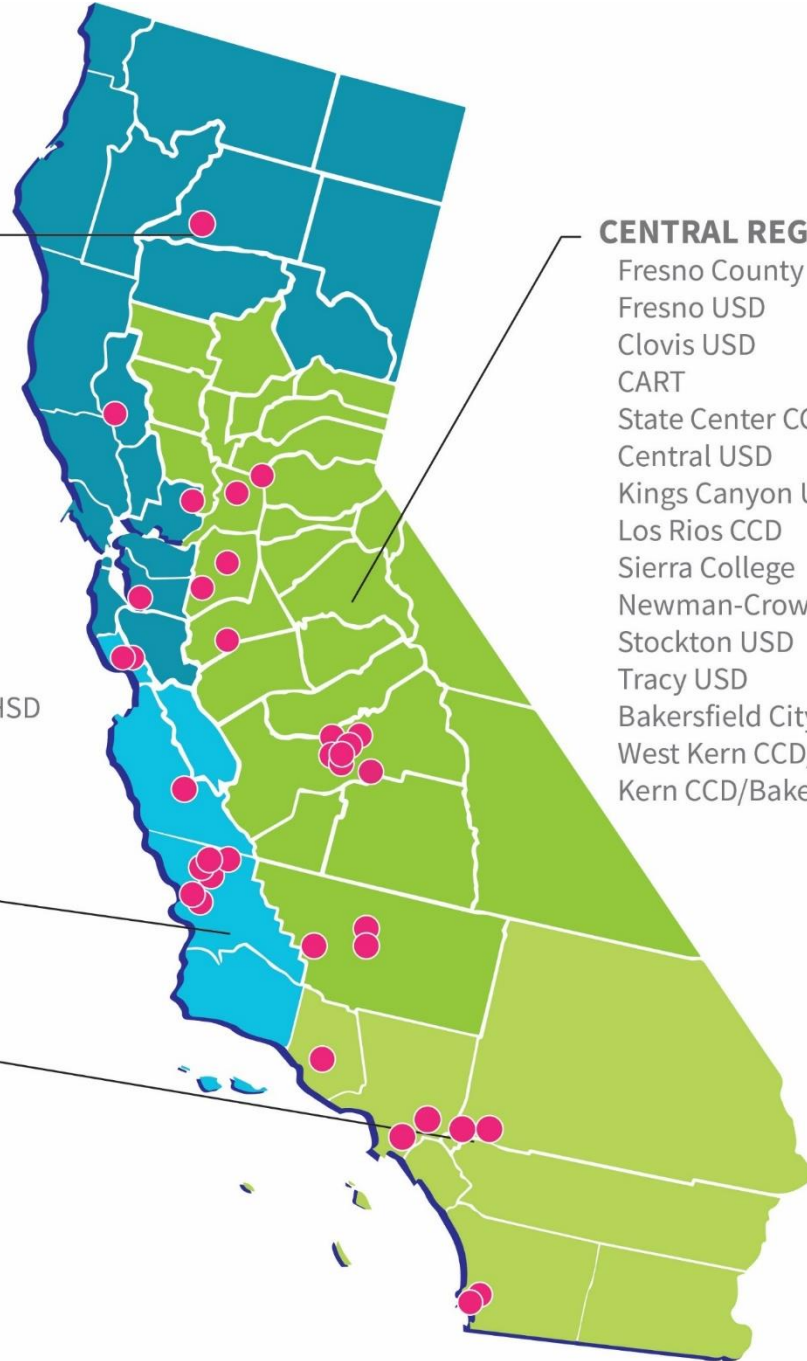 CENTRAL REG
Fresno County
Fresno USD
Clovis USD
CART
State Center CC
Central USD
Kings Canyon U
Los Rios CCD
Sierra College
Newman-Crow
Stockton USD
Tracy USD
Bakersfield City
West Kern CCD
Kern CCD/Bake
HSD